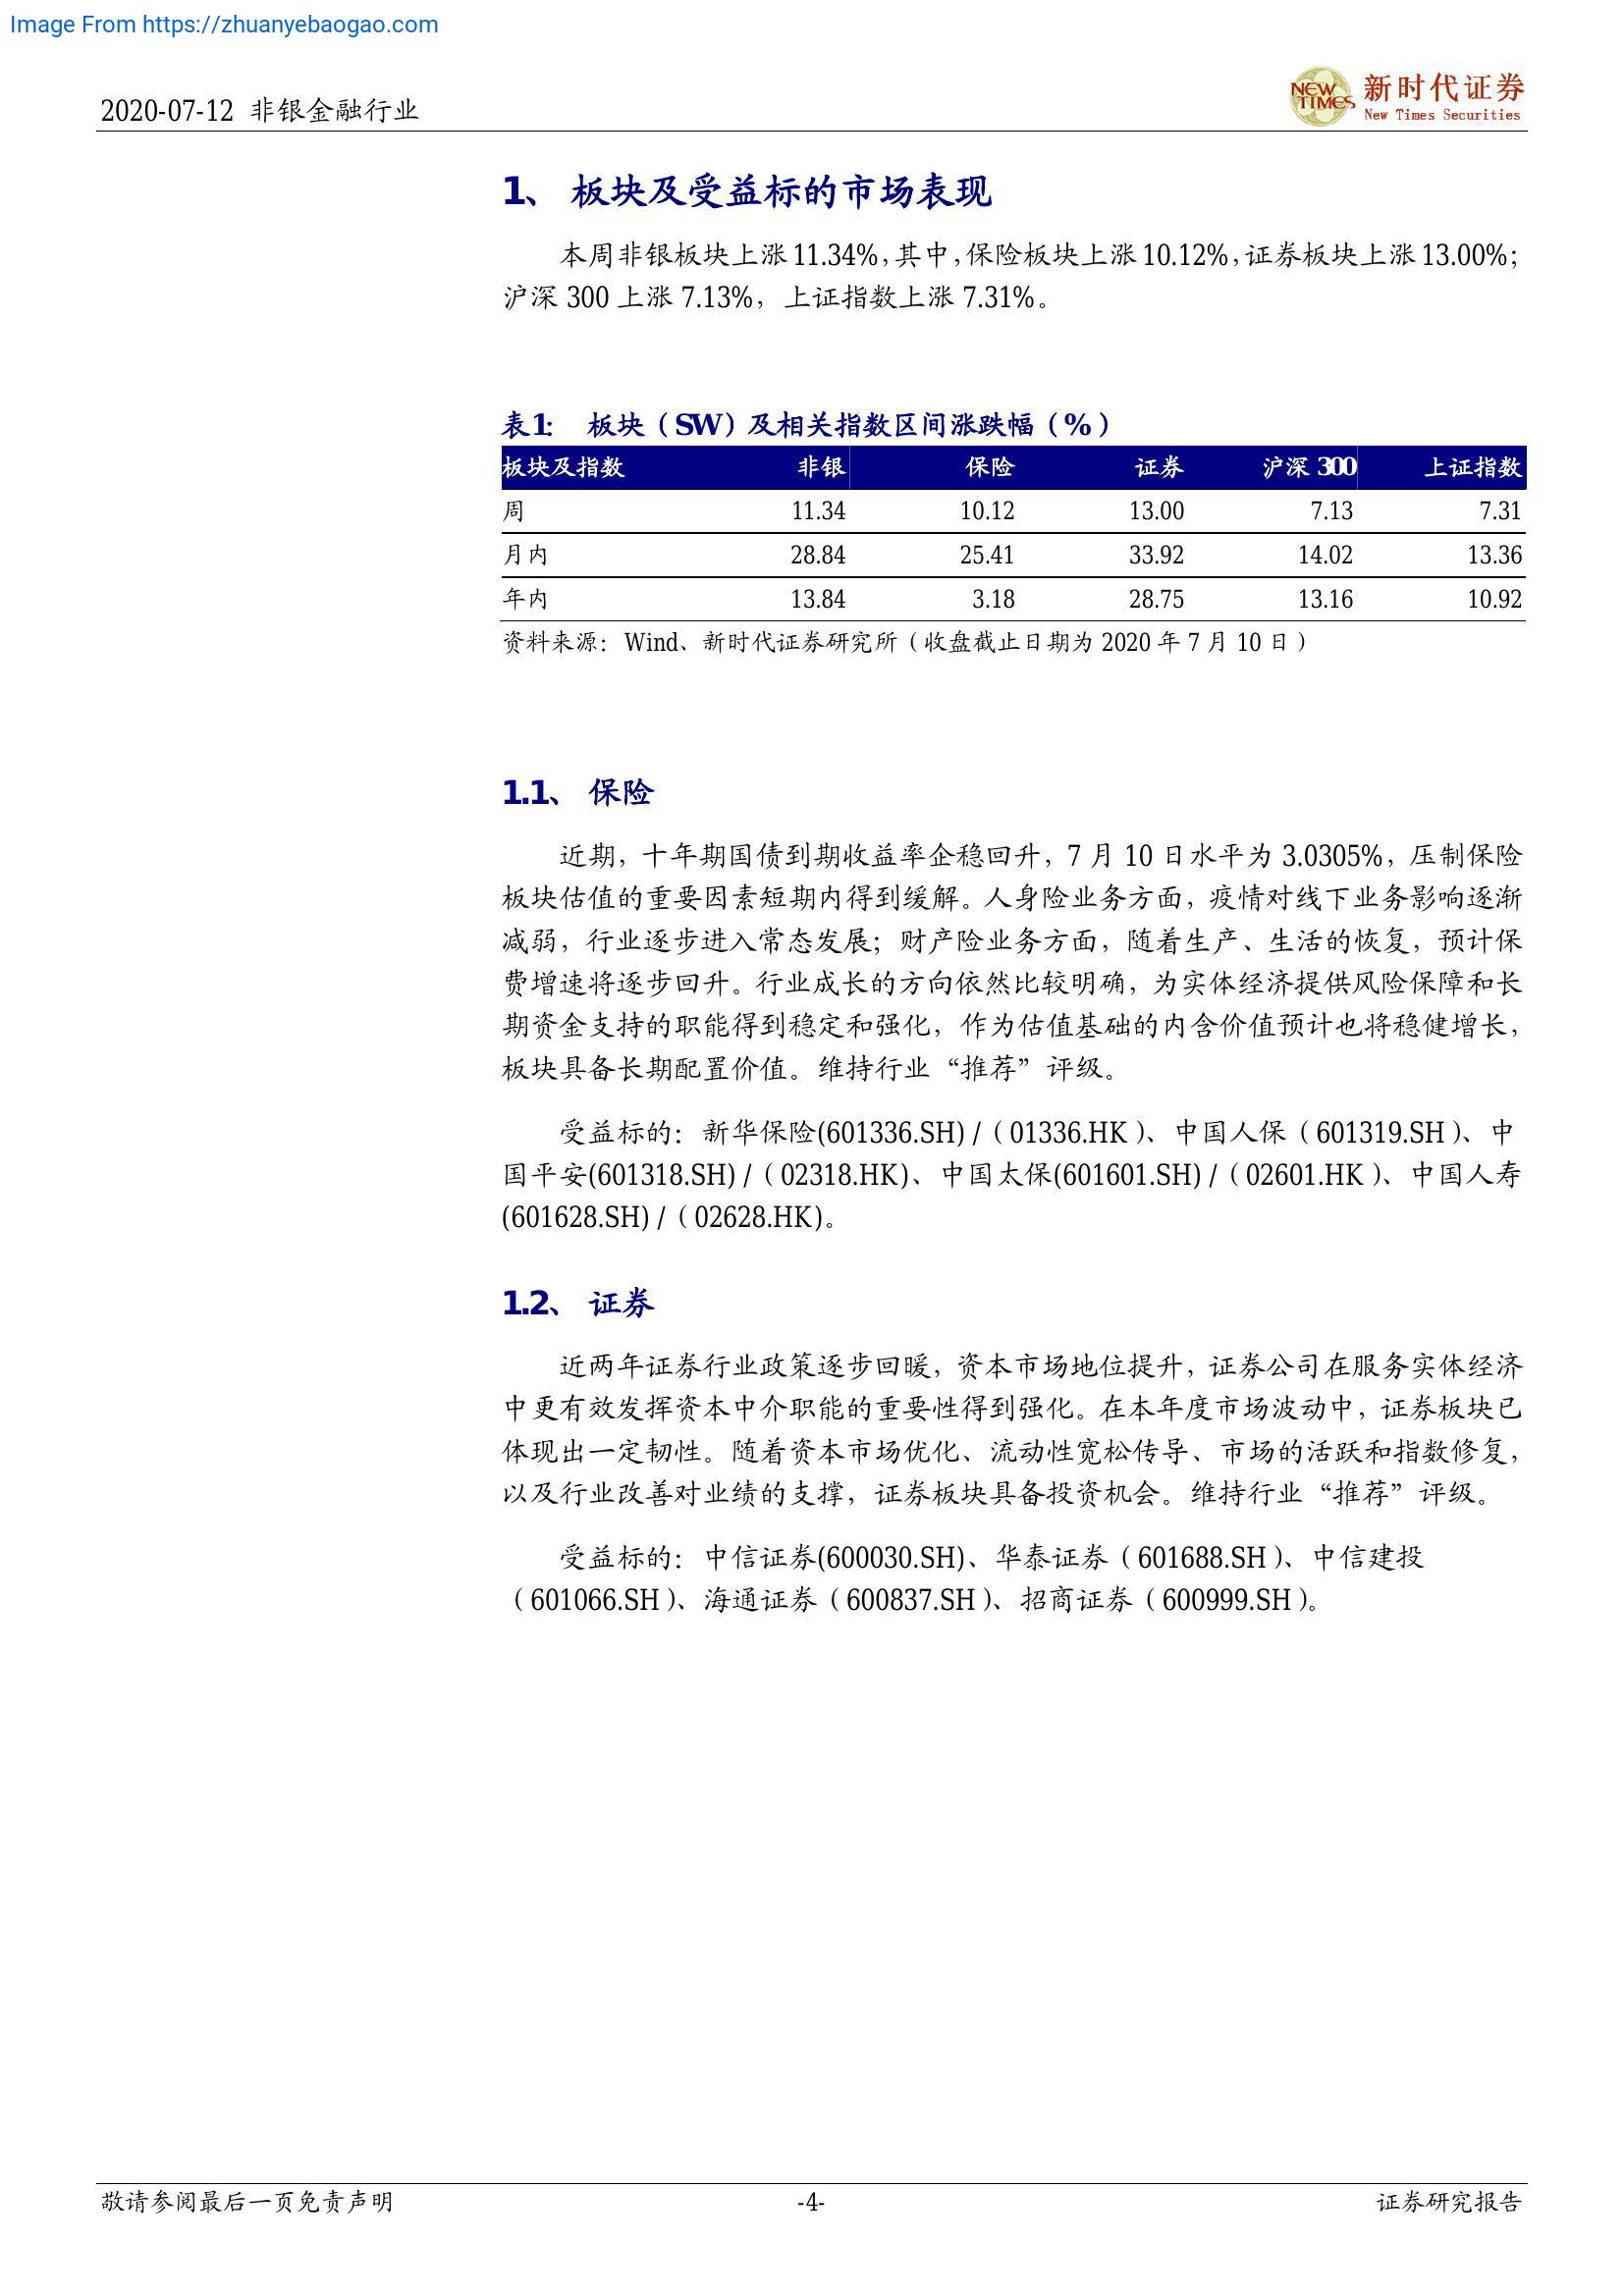 Image From https://zhuanyebaogao.com
2020-07-12 非银金融行业
NEW TIMES
新时代证券
New Times Securities
1、 板块及受益标的市场表现
本周非银板块上涨 11.34%，其中，保险板块上涨 10.12%，证券板块上涨 13.00%；
沪深 300 上涨 7.13%，上证指数上涨 7.31%。
表1： 板块（SW）及相关指数区间涨跌幅（%）
板块及指数 非银 保险 证券 沪深 300 上证指数
周 11.34 10.12 13.00 7.13 7.31
月内 28.84 25.41 33.92 14.02 13.36
年内 13.84 3.18 28.75 13.16 10.92
资料来源：Wind、新时代证券研究所（收盘截止日期为 2020 年 7 月 10 日）
1.1、 保险
近期，十年期国债到期收益率企稳回升，7 月 10 日水平为 3.0305%，压制保险
板块估值的重要因素短期内得到缓解。人身险业务方面，疫情对线下业务影响逐渐
减弱，行业逐步进入常态发展；财产险业务方面，随着生产、生活的恢复，预计保
费增速将逐步回升。行业成长的方向依然比较明确，为实体经济提供风险保障和长
期资金支持的职能得到稳定和强化，作为估值基础的内含价值预计也将稳健增长，
板块具备长期配置价值。维持行业“推荐”评级。
受益标的：新华保险(601336.SH) /（01336.HK）、中国人保（601319.SH）、中
国平安(601318.SH) /（02318.HK)、中国太保(601601.SH) /（02601.HK）、中国人寿
(601628.SH) /（02628.HK)。
1.2、 证券
近两年证券行业政策逐步回暖，资本市场地位提升，证券公司在服务实体经济
中更有效发挥资本中介职能的重要性得到强化。在本年度市场波动中，证券板块已
体现出一定韧性。随着资本市场优化、流动性宽松传导、市场的活跃和指数修复，
以及行业改善对业绩的支撑，证券板块具备投资机会。维持行业“推荐”评级。
受益标的：中信证券(600030.SH)、华泰证券（601688.SH）、中信建投
（601066.SH）、海通证券（600837.SH）、招商证券（600999.SH）。
敬请参阅最后一页免责声明 -4- 证券研究报告